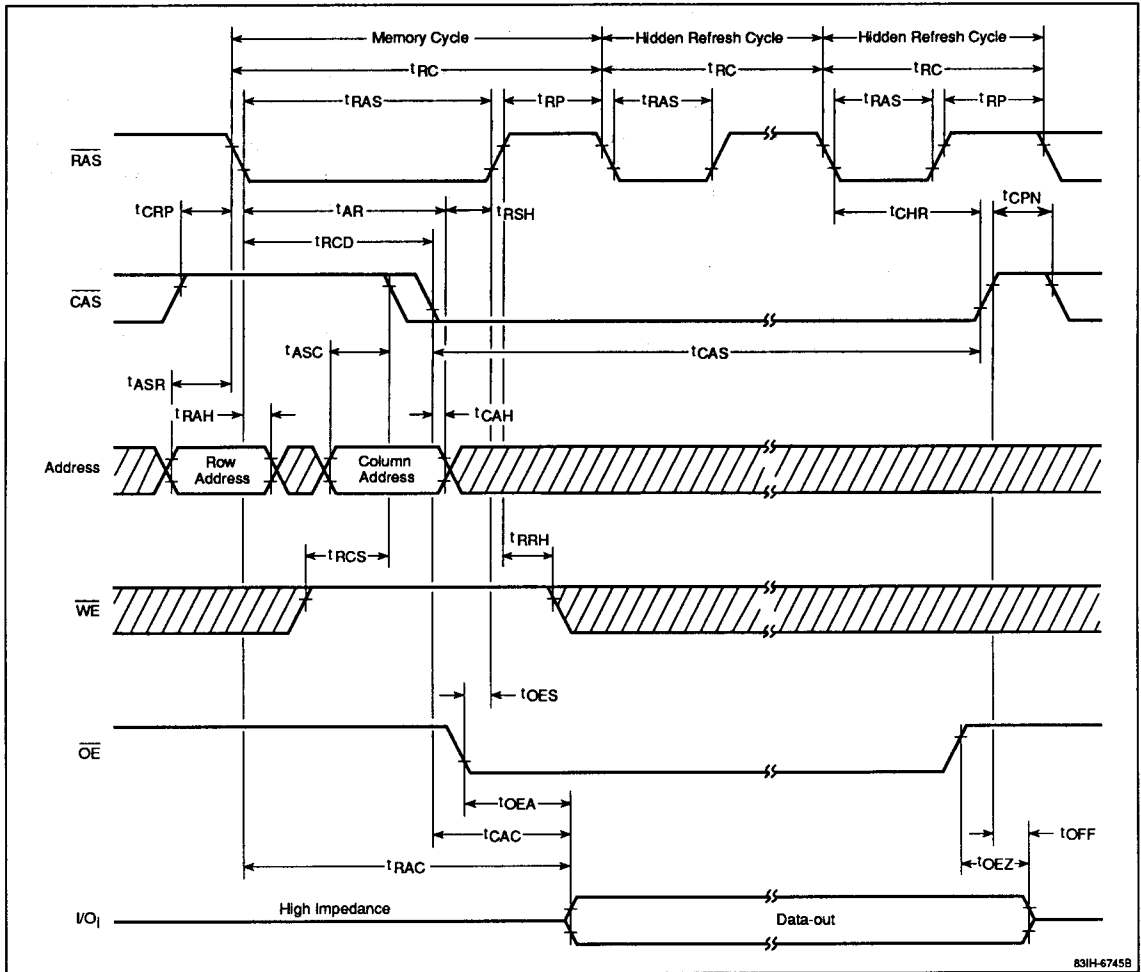 Memory Cycle Hidden Refresh Cycle Hidden Refresh Cycle
tRC tRC tRC
tRAS tRP tRAS tRAS tRP
RAS
tCRP tAR tRSH tCHR tCPN
tRCD
CAS
tASC tCAS
tASR
tRAH tCAH
Address Row Address Column Address
tRCS tRRH
WE
tOES
OE
tOEA
tCAC tOFF
tRAC tOEZ
High Impedance
I/OI Data-out
83IH-6745B